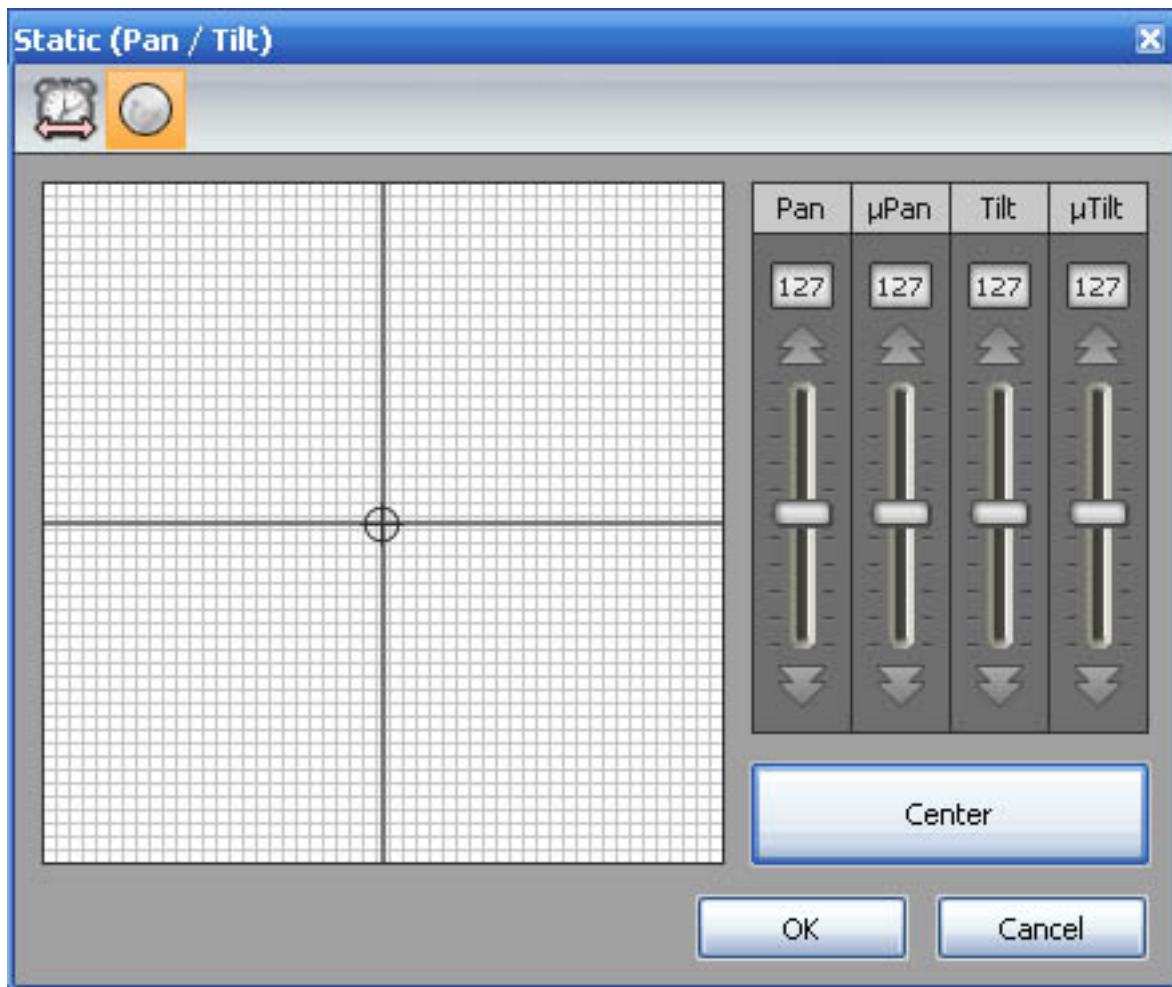 Static (Pan / Tilt)
Pan µPan Tilt µTilt
127 127 127 127
Center
OK Cancel